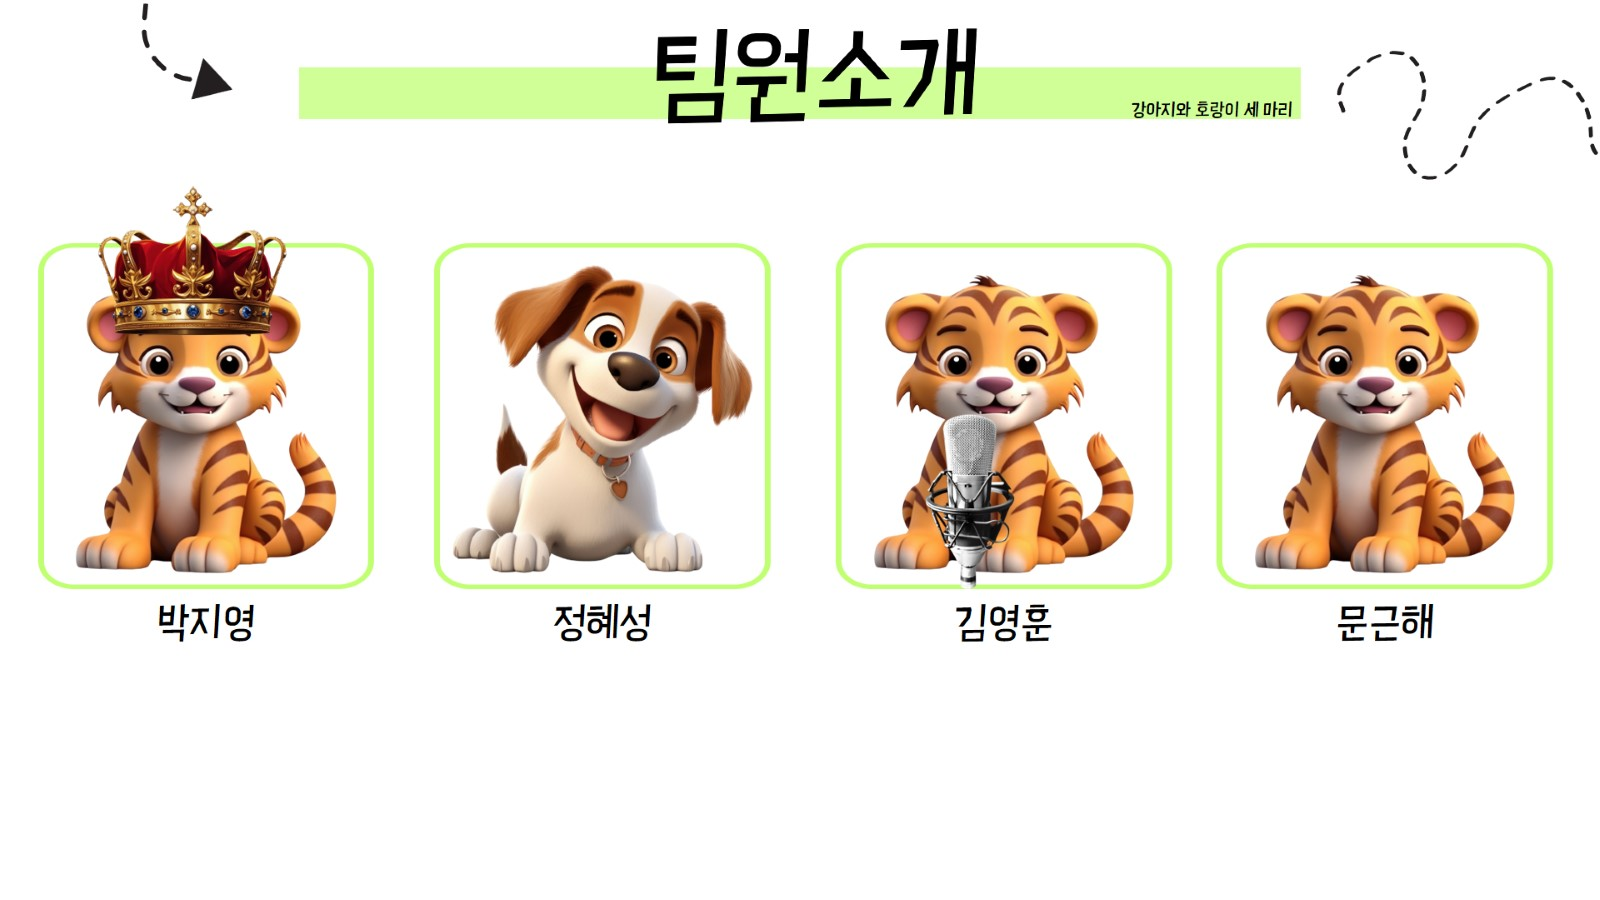 팀원소개
강아지와 호랑이 세 마리
박지영
정혜성
김영훈
문근해